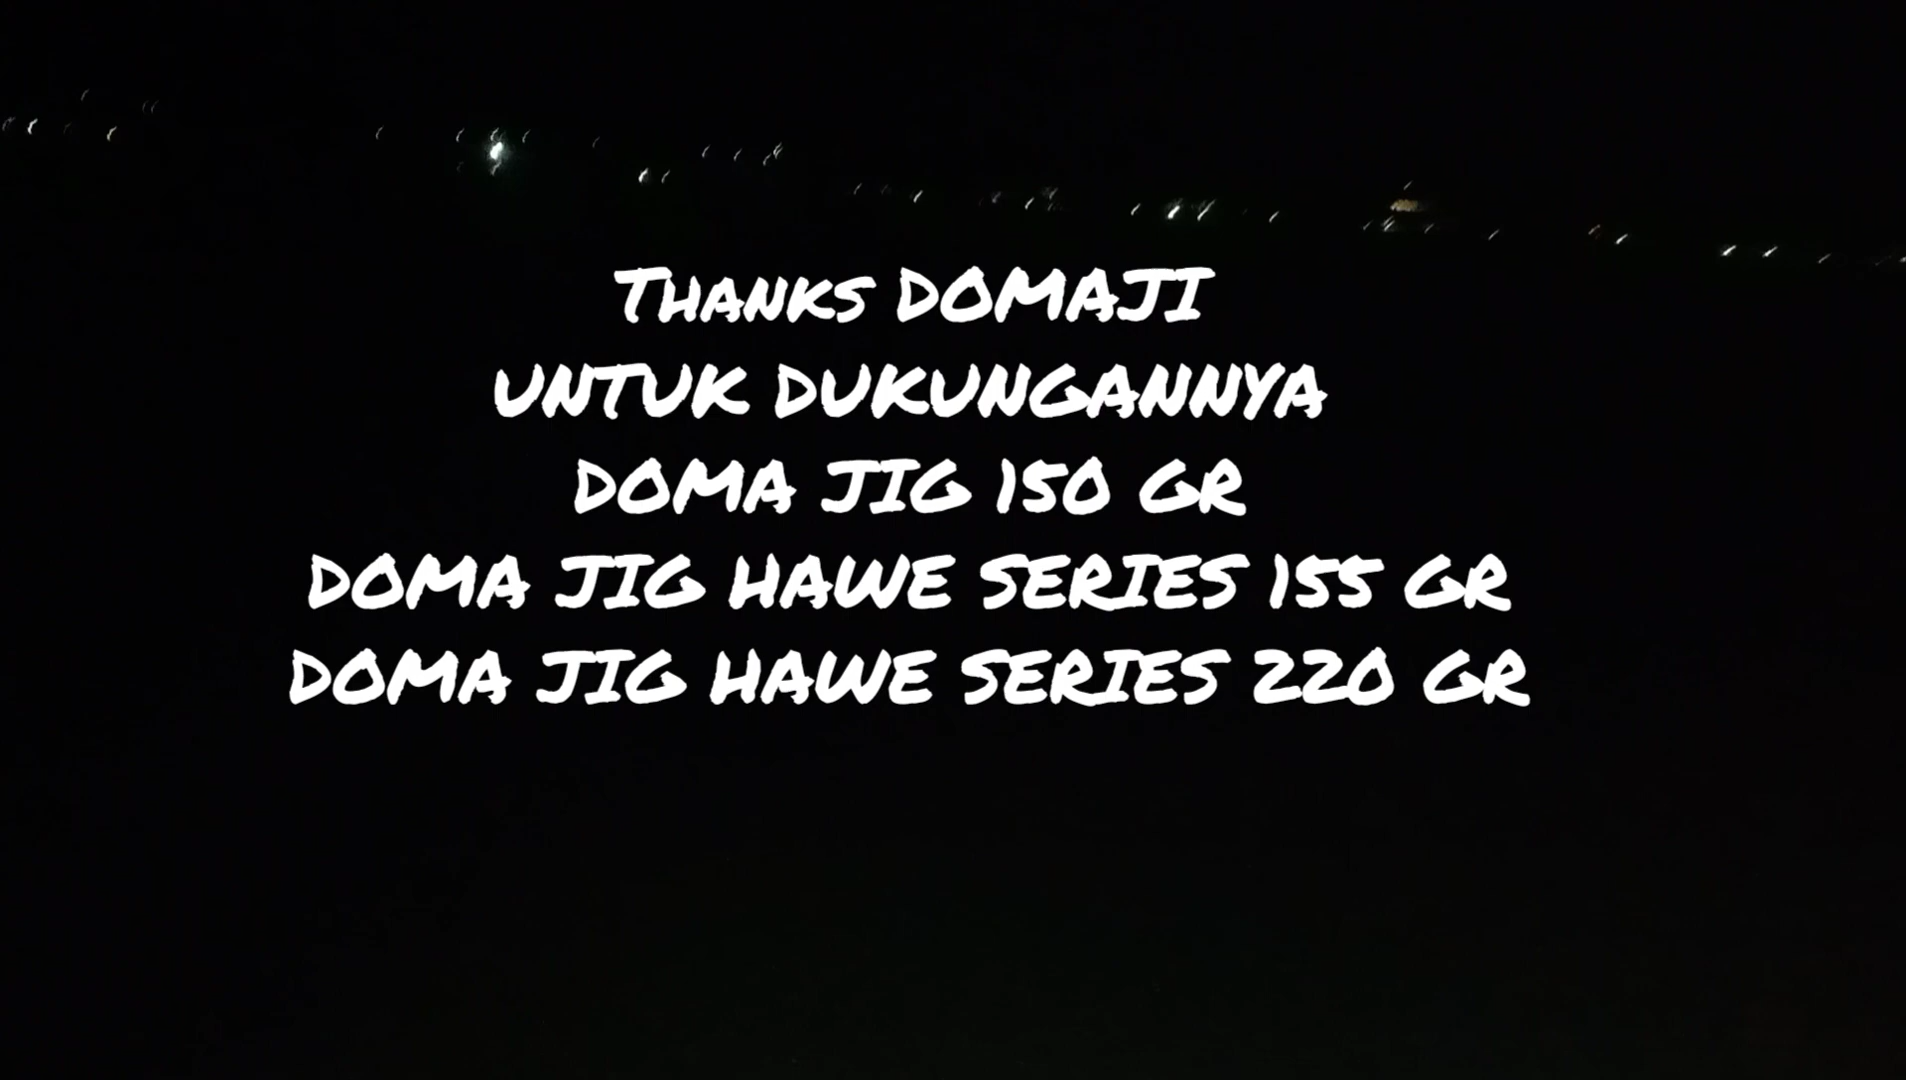 Thanks DOMAJI
UNTUK DUKUNGANNYA
DOMA JIG 150 GR
DOMA JIG HAWE SERIES 155 GR
DOMA JIG HAWE SERIES 220 GR